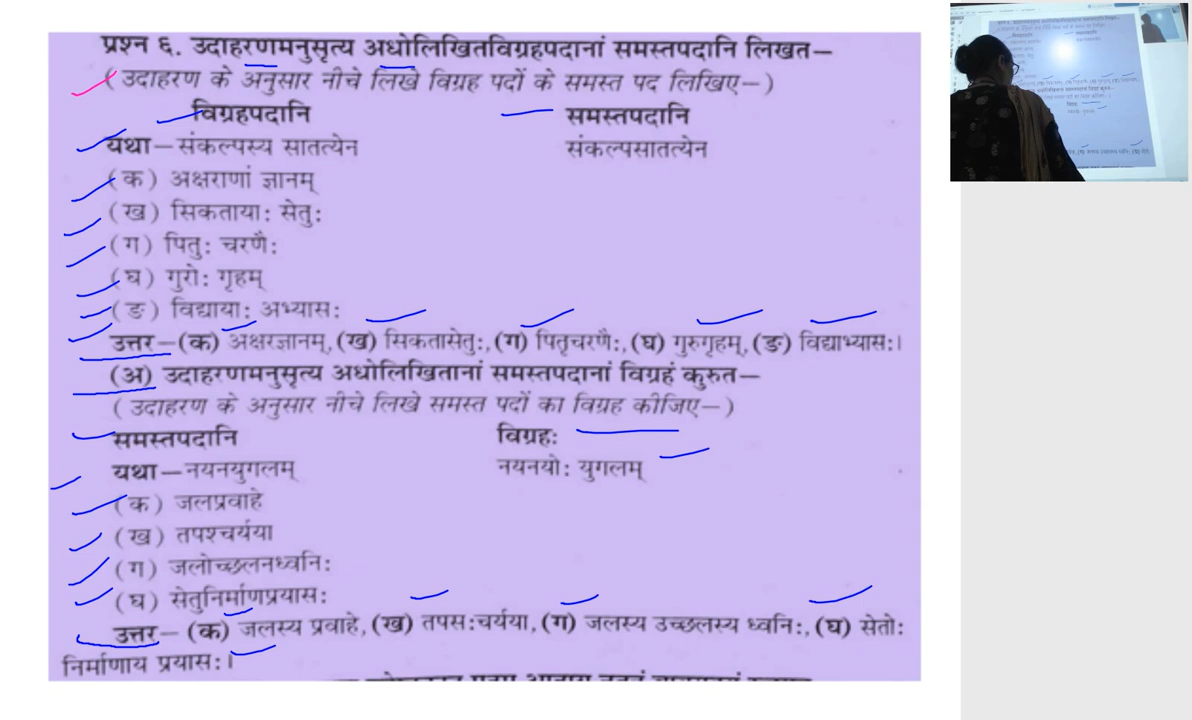 प्रश्न ६. उदाहरणमनुसृत्य अधोलिखितविग्रहपदानां समस्तपदानि लिखत–
(उदाहरण के अनुसार नीचे लिखे विग्रह पदों के समस्त पद लिखिए–)
विग्रहपदानि समस्तपदानि
यथा–संकल्पस्य सातत्येन संकल्पसातत्येन
(क) अक्षराणां ज्ञानम्
(ख) सिकतायाः सेतुः
(ग) पितुः चरणैः
(घ) गुरोः गृहम्
(ङ) विद्यायाः अभ्यासः
उत्तर–(क) अक्षरज्ञानम्, (ख) सिकतासेतुः, (ग) पितृचरणैः, (घ) गुरुगृहम्, (ङ) विद्याभ्यासः।
(अ) उदाहरणमनुसृत्य अधोलिखितानां समस्तपदानां विग्रहं कुरुत–
(उदाहरण के अनुसार नीचे लिखे समस्त पदों का विग्रह कीजिए–)
समस्तपदानि विग्रहः
यथा–नयनयुगलम् नयनयोः युगलम्
(क) जलप्रवाहे
(ख) तपश्चर्यया
(ग) जलोच्छलनध्वनिः
(घ) सेतुनिर्माणप्रयासः
उत्तर– (क) जलस्य प्रवाहे, (ख) तपसःचर्यया, (ग) जलस्य उच्छलस्य ध्वनिः, (घ) सेतोः
निर्माणाय प्रयासः।